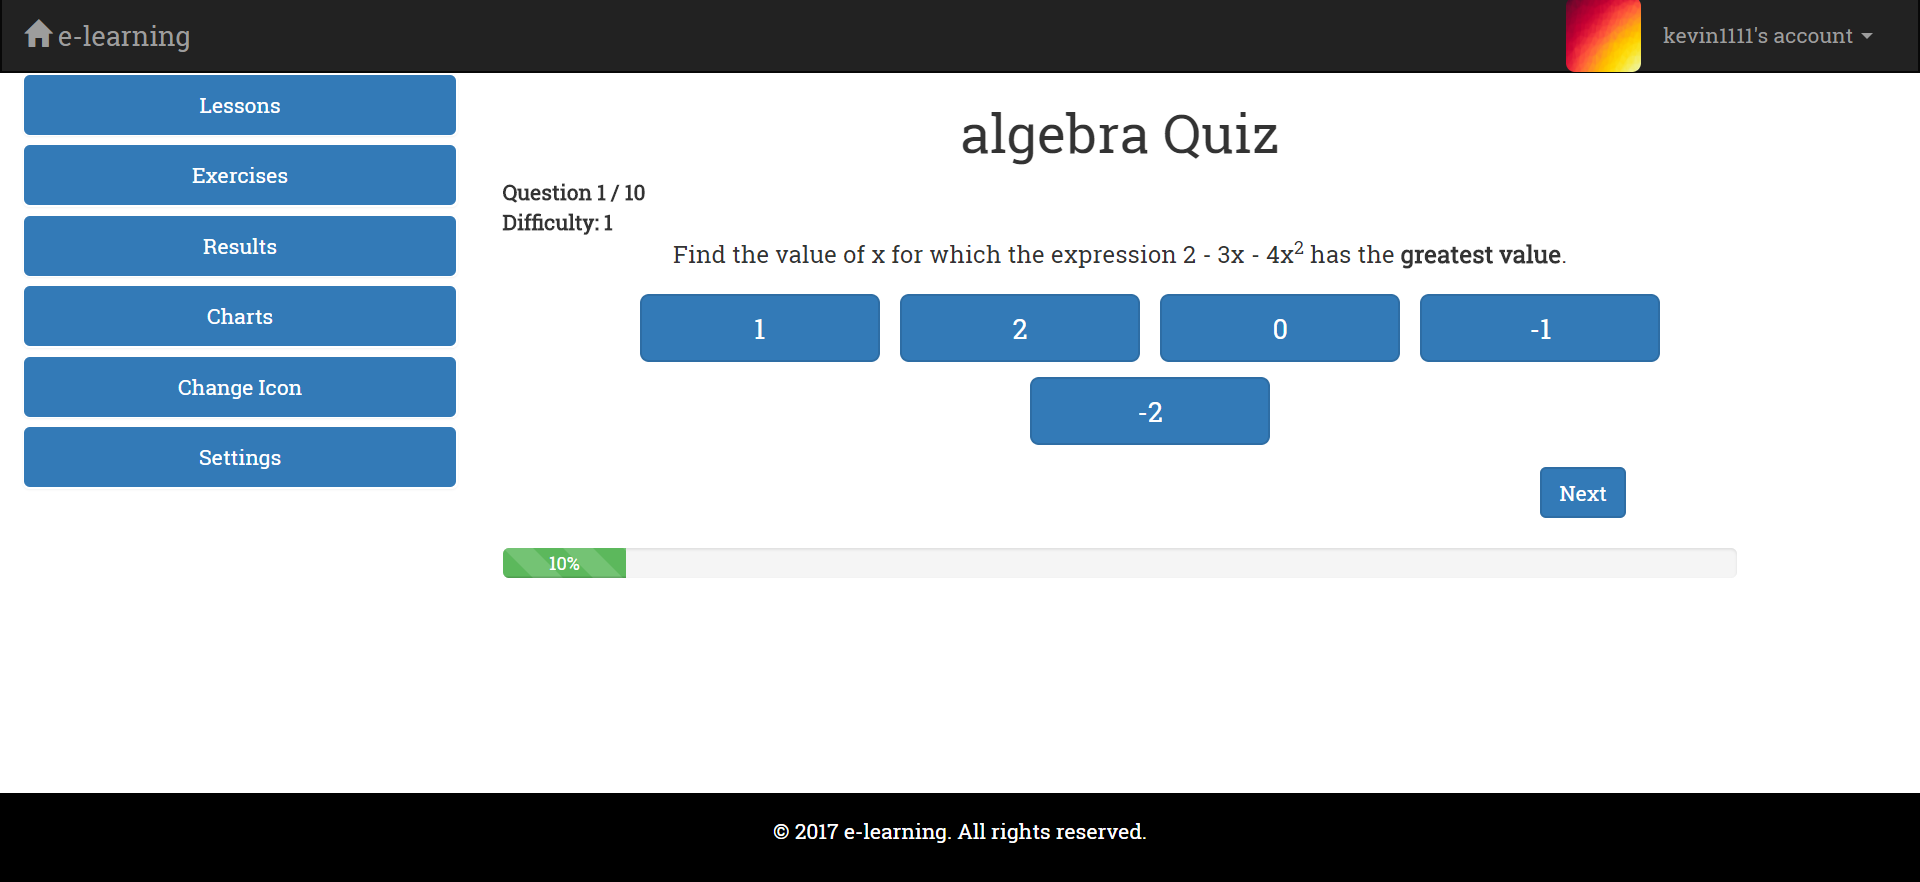 e-learning
kevin1111's account
Lessons
Exercises
Results
Charts
Change Icon
Settings
algebra Quiz
Question 1 / 10
Difficulty: 1
Find the value of x for which the expression 2 - 3x - 4x² has the greatest value.
1 2 0 -1
-2
Next
10%
© 2017 e-learning. All rights reserved.